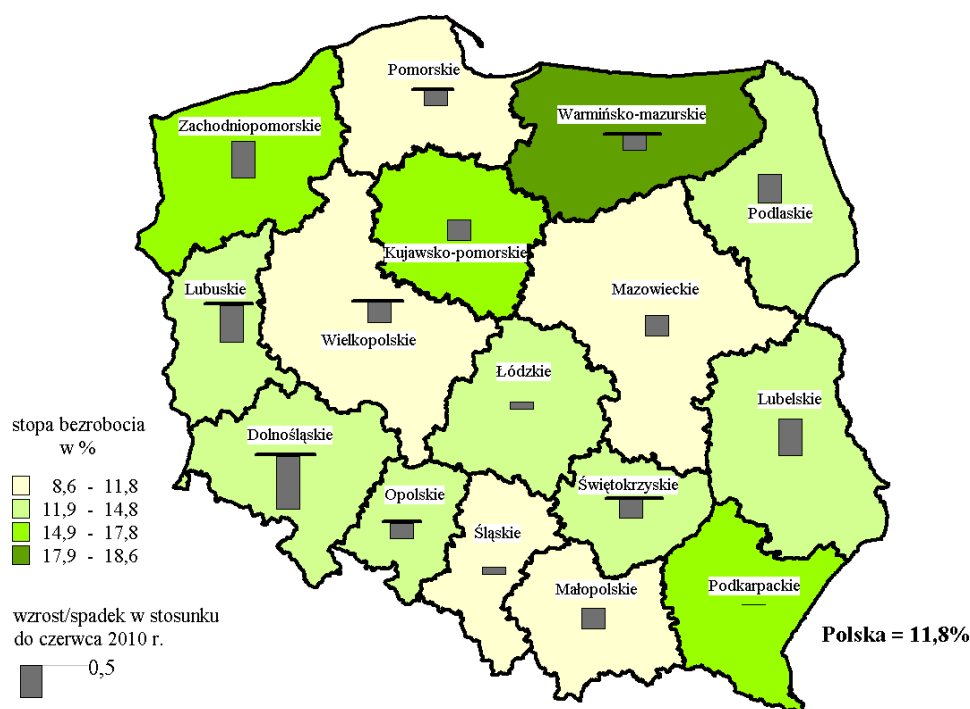 Pomorskie
Warmińsko-mazurskie
Zachodniopomorskie
Podlaskie
Kujawsko-pomorskie
Lubuskie
Mazowieckie
Wielkopolskie
Łódzkie
Lubelskie
Dolnośląskie
Opolskie
Świętokrzyskie
Śląskie
Małopolskie
Podkarpackie
stopa bezrobocia
w %
8,6 - 11,8
11,9 - 14,8
14,9 - 17,8
17,9 - 18,6
wzrost/spadek w stosunku
do czerwca 2010 r.
0,5
Polska = 11,8%